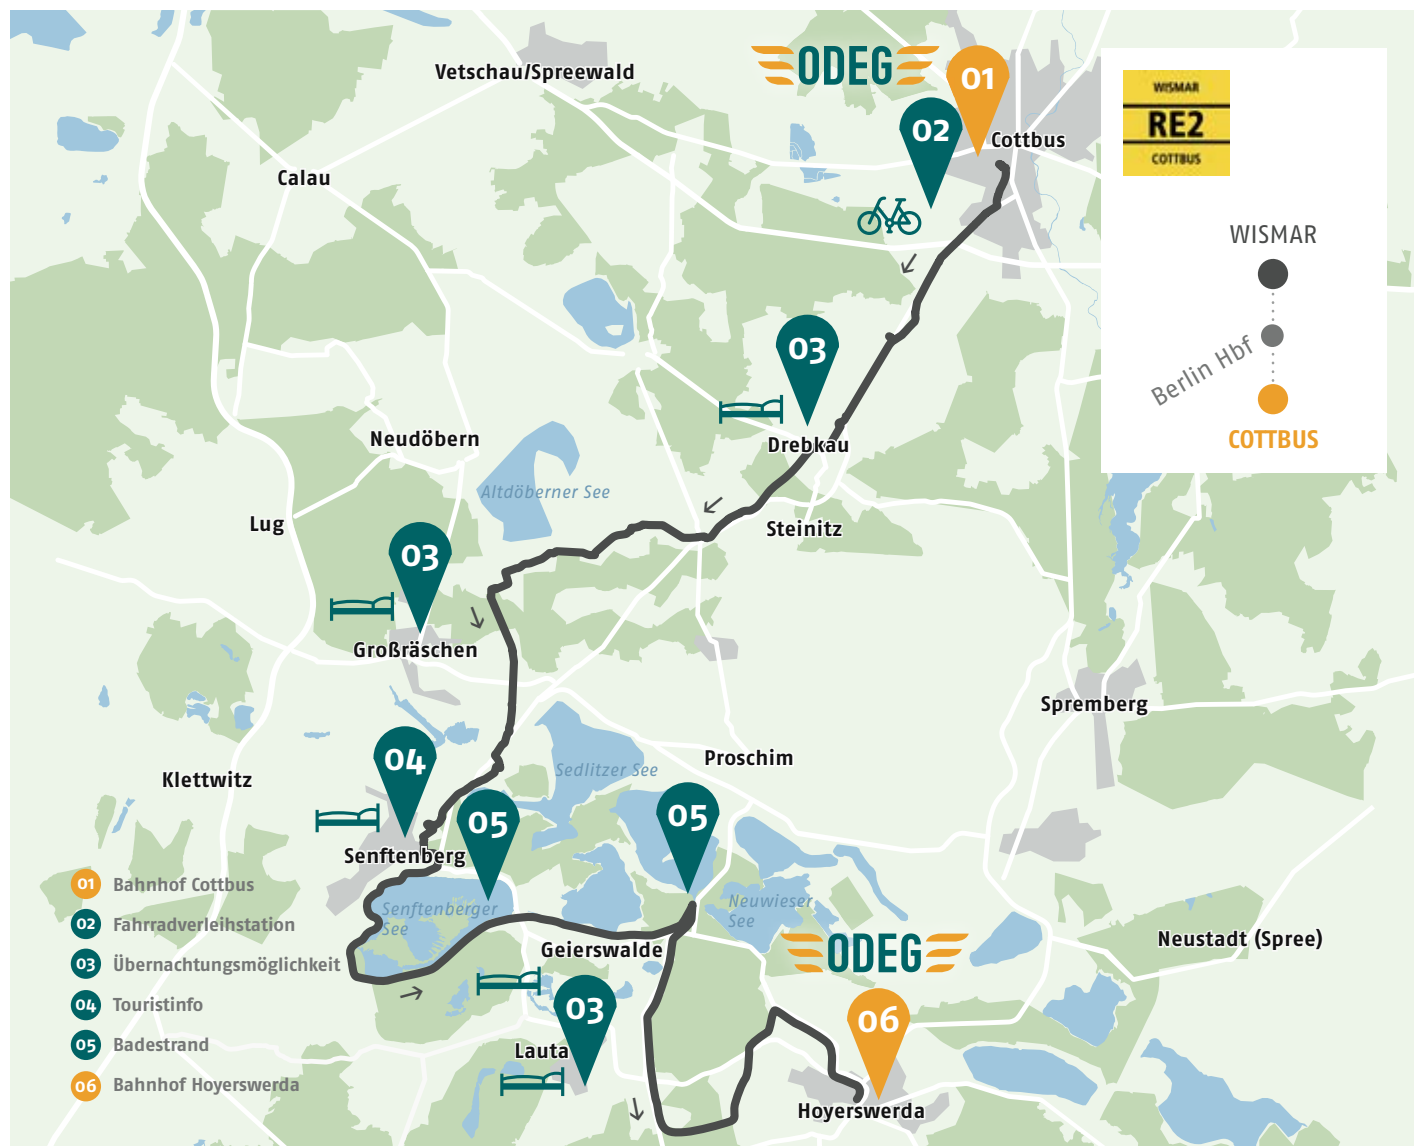 Vetschau/Spreewald
ODEG
01
02
Cottbus
WISMAR
RE2
COTTBUS
Calau
WISMAR
Berlin Hbf
COTTBUS
03
Drebkau
Neudöbern
Altdöberner See
Lug
Steinitz
03
Großräschen
Spremberg
04
Klettwitz
Sedlitzer See
Proschim
05
05
Senftenberg
Senftenberger
See
Neuwieser
See
Geierswalde
ODEG
Neustadt (Spree)
03
06
Lauta
Hoyerswerda
01 Bahnhof Cottbus
02 Fahrradverleihstation
03 Übernachtungsmöglichkeit
04 Touristinfo
05 Badestrand
06 Bahnhof Hoyerswerda